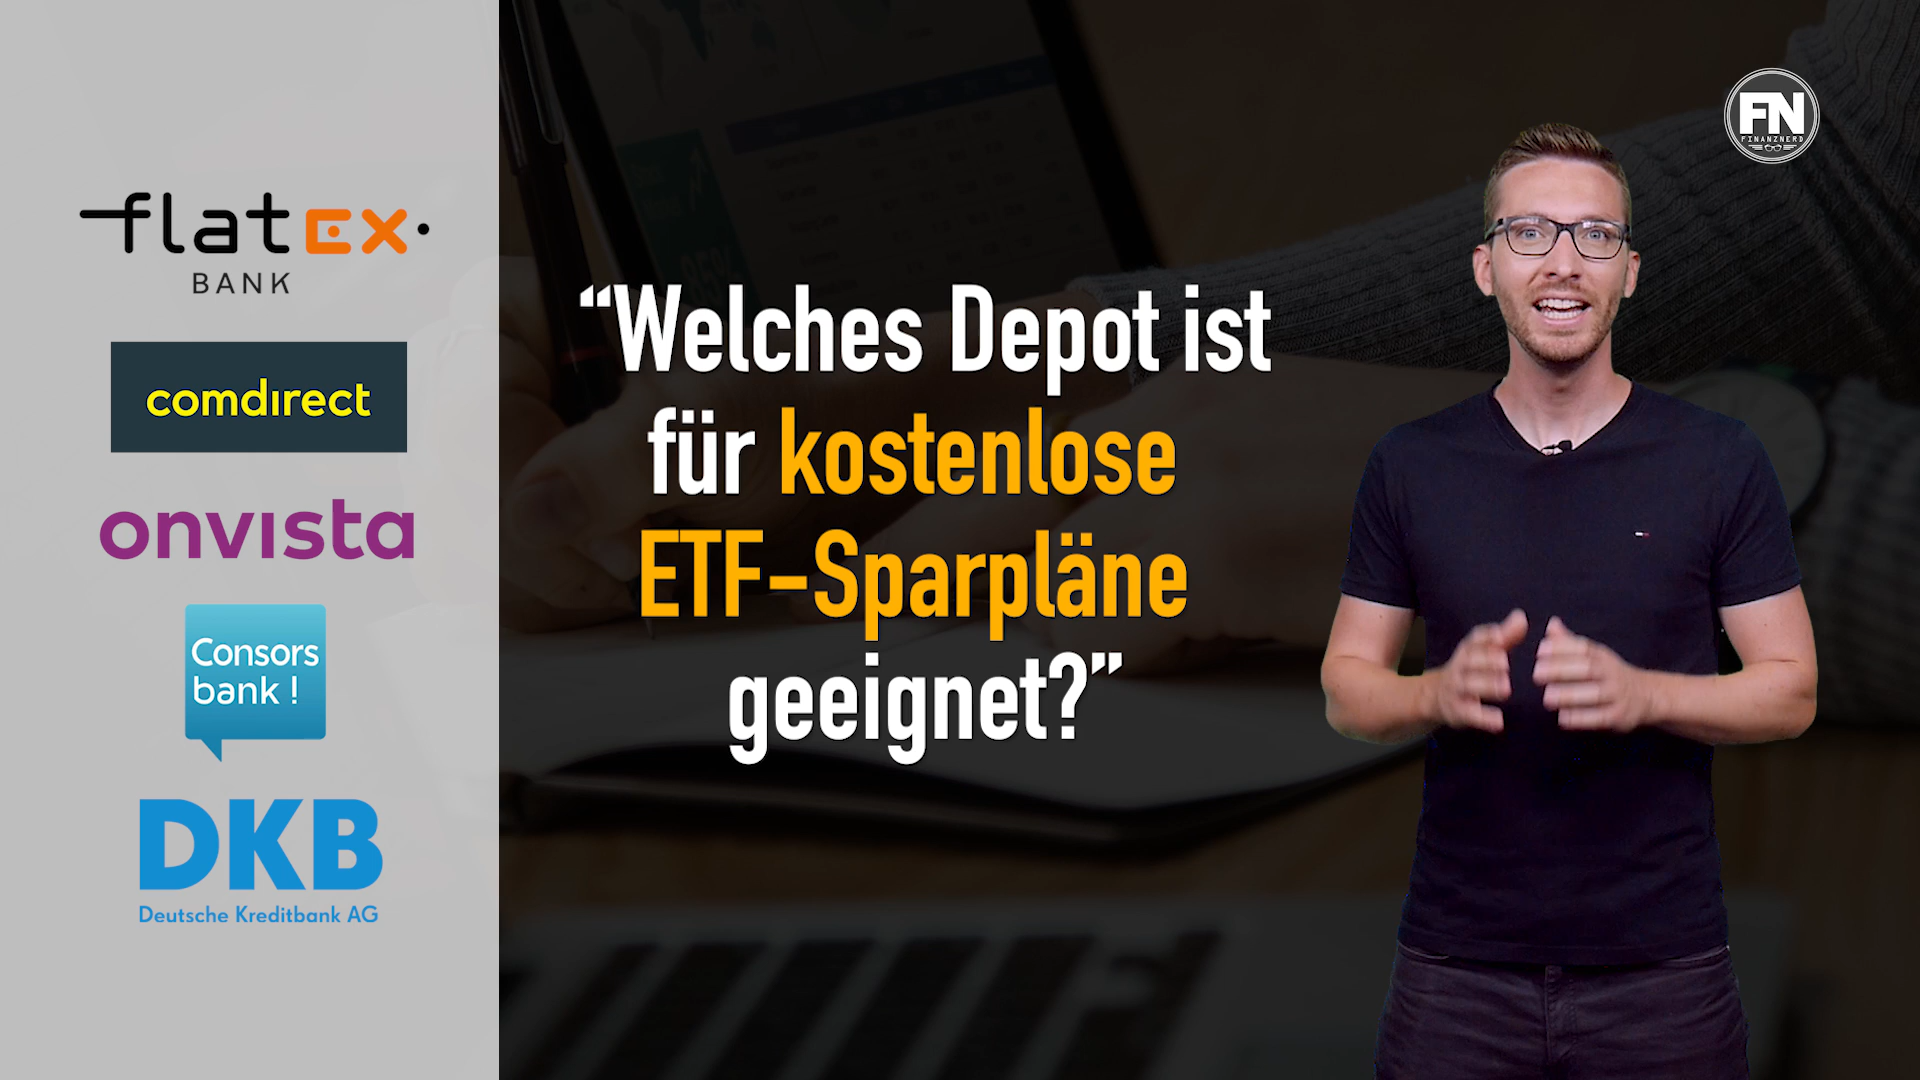 flatEX
BANK
comdirect
onvista
Consors
bank!
DKB
Deutsche Kreditbank AG
“Welches Depot ist
für kostenlose
ETF-Sparpläne
geeignet?”
FN
FINANZNERD